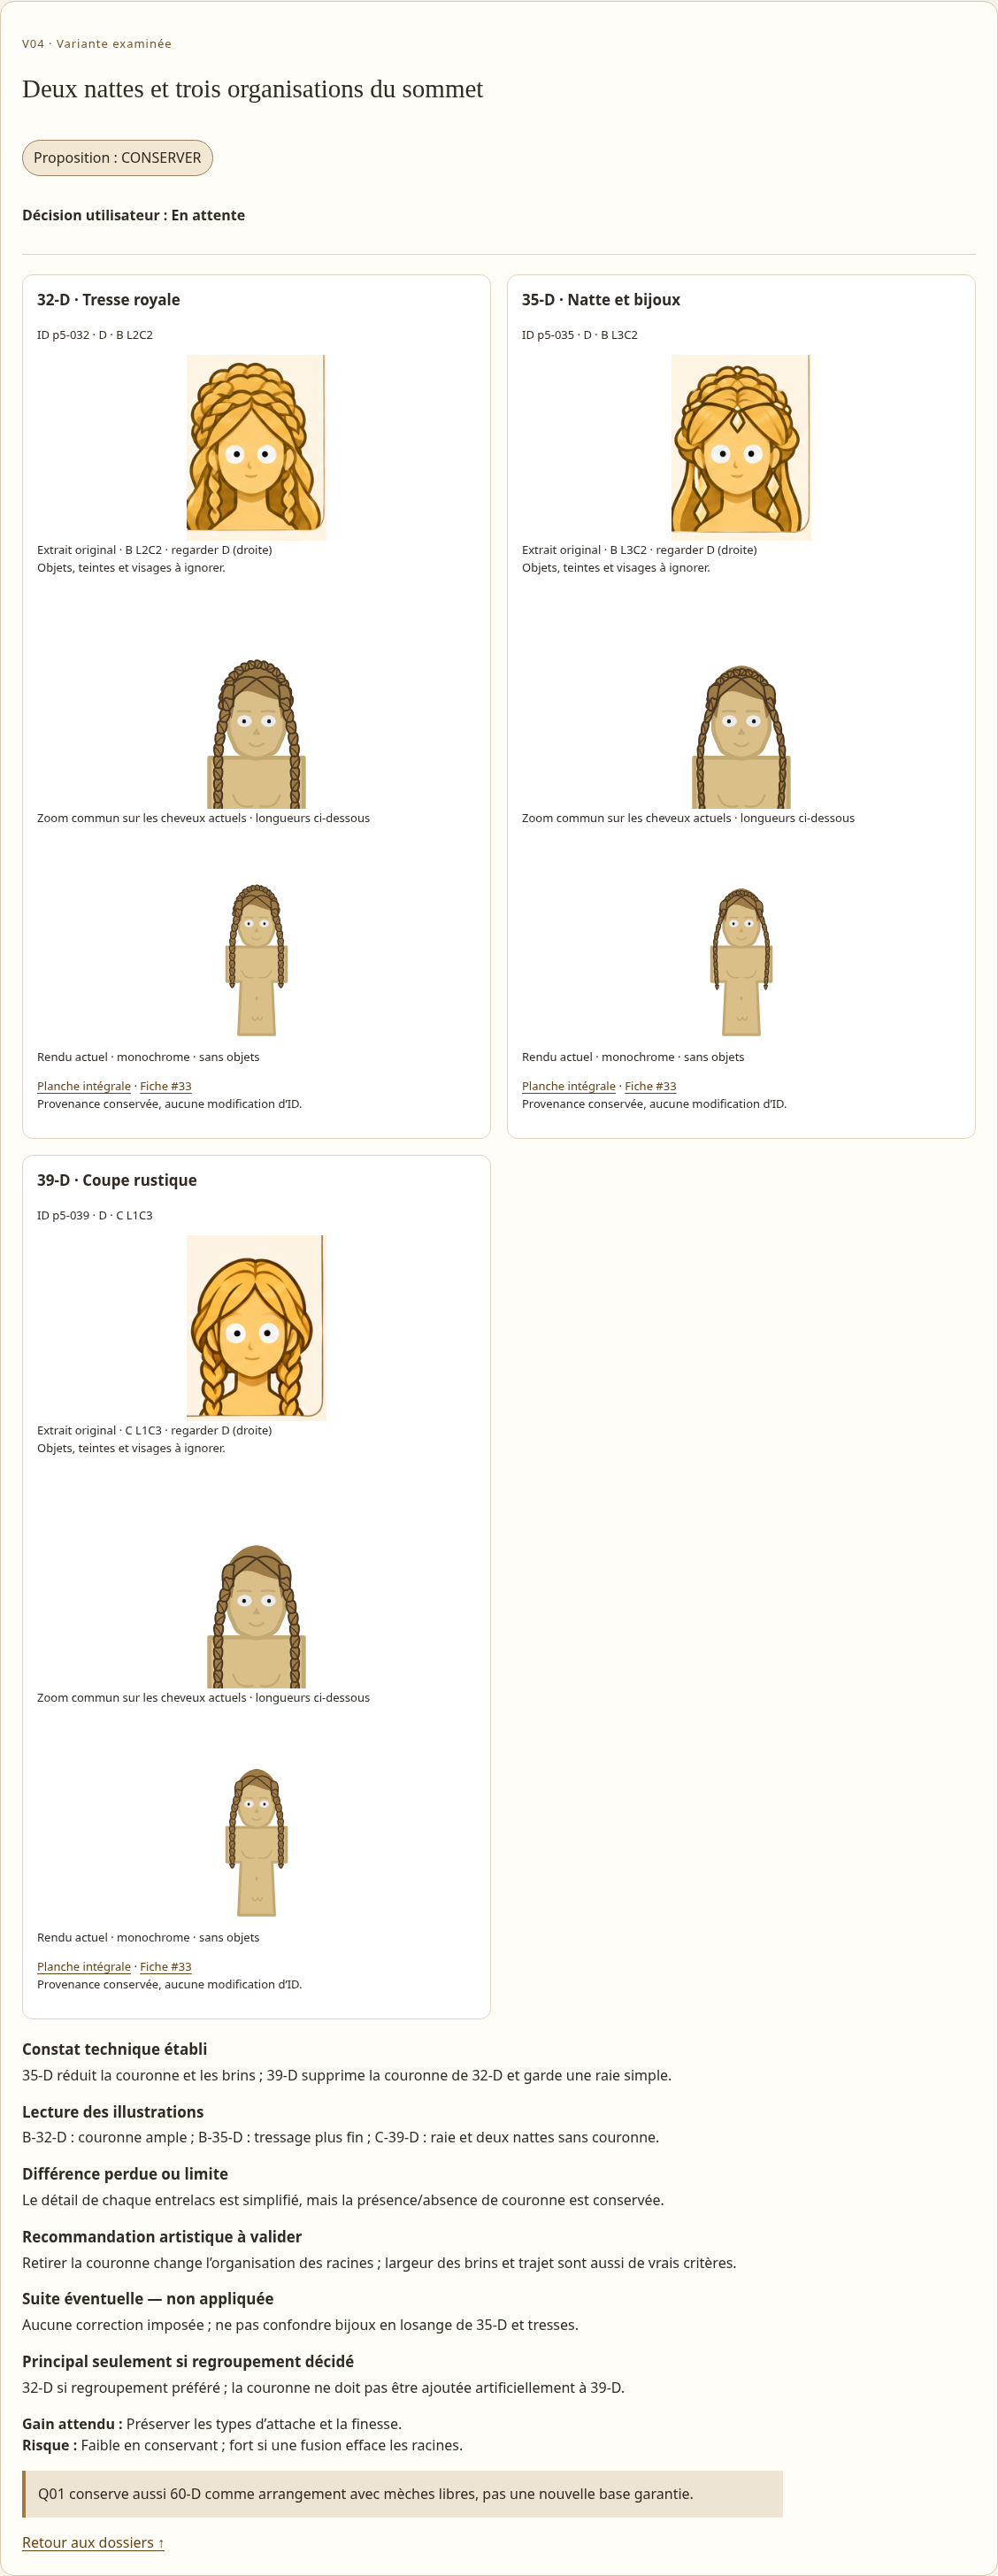 V04 · Variante examinée
Deux nattes et trois organisations du sommet
Proposition : CONSERVER
Décision utilisateur : En attente
32-D · Tresse royale
ID p5-032 · D · B L2C2
Extrait original · B L2C2 · regarder D (droite)
Objets, teintes et visages à ignorer.
Zoom commun sur les cheveux actuels · longueurs ci-dessous
Rendu actuel · monochrome · sans objets
Planche intégrale · Fiche #33
Provenance conservée, aucune modification d’ID.
35-D · Natte et bijoux
ID p5-035 · D · B L3C2
Extrait original · B L3C2 · regarder D (droite)
Objets, teintes et visages à ignorer.
Zoom commun sur les cheveux actuels · longueurs ci-dessous
Rendu actuel · monochrome · sans objets
Planche intégrale · Fiche #33
Provenance conservée, aucune modification d’ID.
39-D · Coupe rustique
ID p5-039 · D · C L1C3
Extrait original · C L1C3 · regarder D (droite)
Objets, teintes et visages à ignorer.
Zoom commun sur les cheveux actuels · longueurs ci-dessous
Rendu actuel · monochrome · sans objets
Planche intégrale · Fiche #33
Provenance conservée, aucune modification d’ID.
Constat technique établi
35-D réduit la couronne et les brins ; 39-D supprime la couronne de 32-D et garde une raie simple.
Lecture des illustrations
B-32-D : couronne ample ; B-35-D : tressage plus fin ; C-39-D : raie et deux nattes sans couronne.
Différence perdue ou limite
Le détail de chaque entrelacs est simplifié, mais la présence/absence de couronne est conservée.
Recommandation artistique à valider
Retirer la couronne change l’organisation des racines ; largeur des brins et trajet sont aussi de vrais critères.
Suite éventuelle — non appliquée
Aucune correction imposée ; ne pas confondre bijoux en losange de 35-D et tresses.
Principal seulement si regroupement décidé
32-D si regroupement préféré ; la couronne ne doit pas être ajoutée artificiellement à 39-D.
Gain attendu : Préserver les types d’attache et la finesse.
Risque : Faible en conservant ; fort si une fusion efface les racines.
Q01 conserve aussi 60-D comme arrangement avec mèches libres, pas une nouvelle base garantie.
Retour aux dossiers ↑